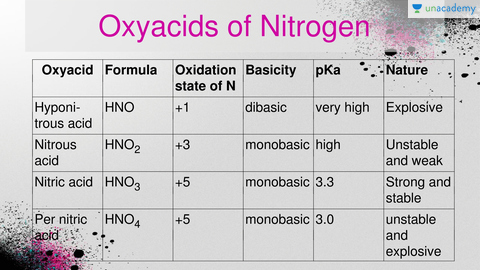 unacademy
Oxyacids of Nitrogen
Oxyacid Formula Oxidation state of N Basicity pKa Nature
Hyponi-trous acid HNO +1 dibasic very high Explosive
Nitrous acid HNO₂ +3 monobasic high Unstable and weak
Nitric acid HNO₃ +5 monobasic 3.3 Strong and stable
Per nitric acid HNO₄ +5 monobasic 3.0 unstable and explosive